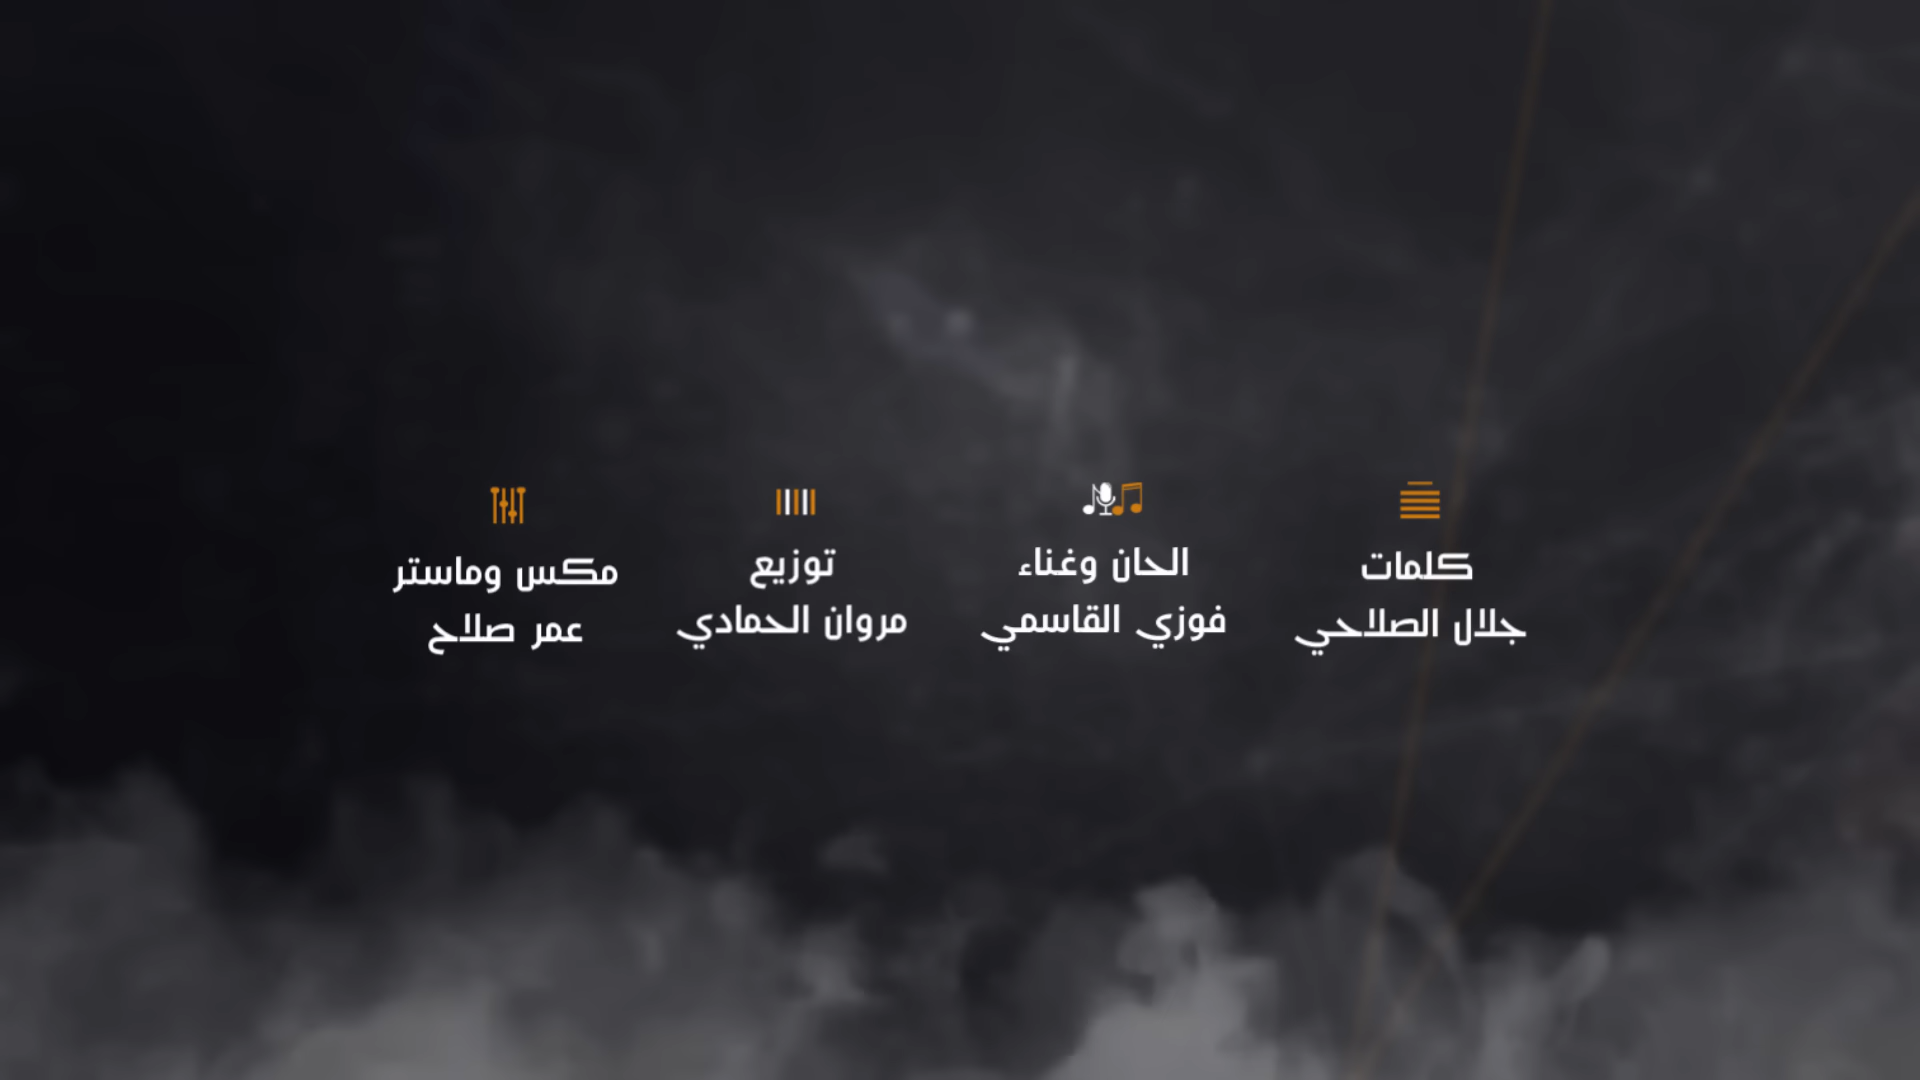 كلمات
جلال الصلاحي
الحان وغناء
فوزي القاسمي
توزيع
مروان الحمادي
مكس وماستر
عمر صلاح